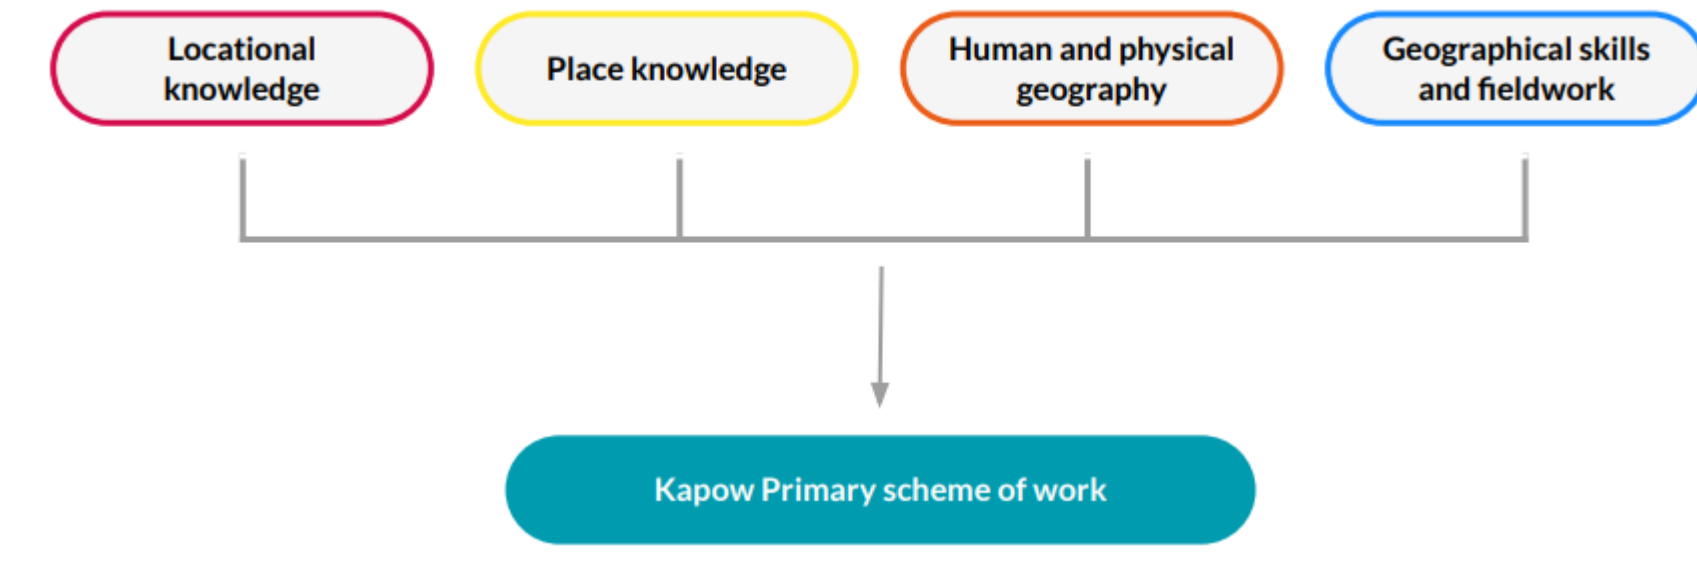 Locational
knowledge
Place knowledge
Human and physical
geography
Geographical skills
and fieldwork
Kapow Primary scheme of work